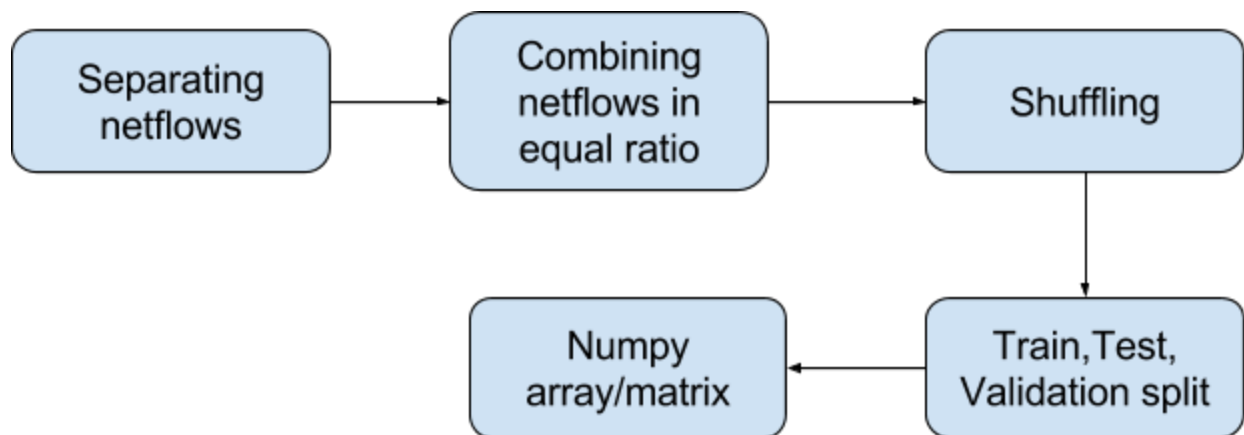 Separating
netflows
Combining
netflows in
equal ratio
Shuffling
Train,Test,
Validation split
Numpy
array/matrix